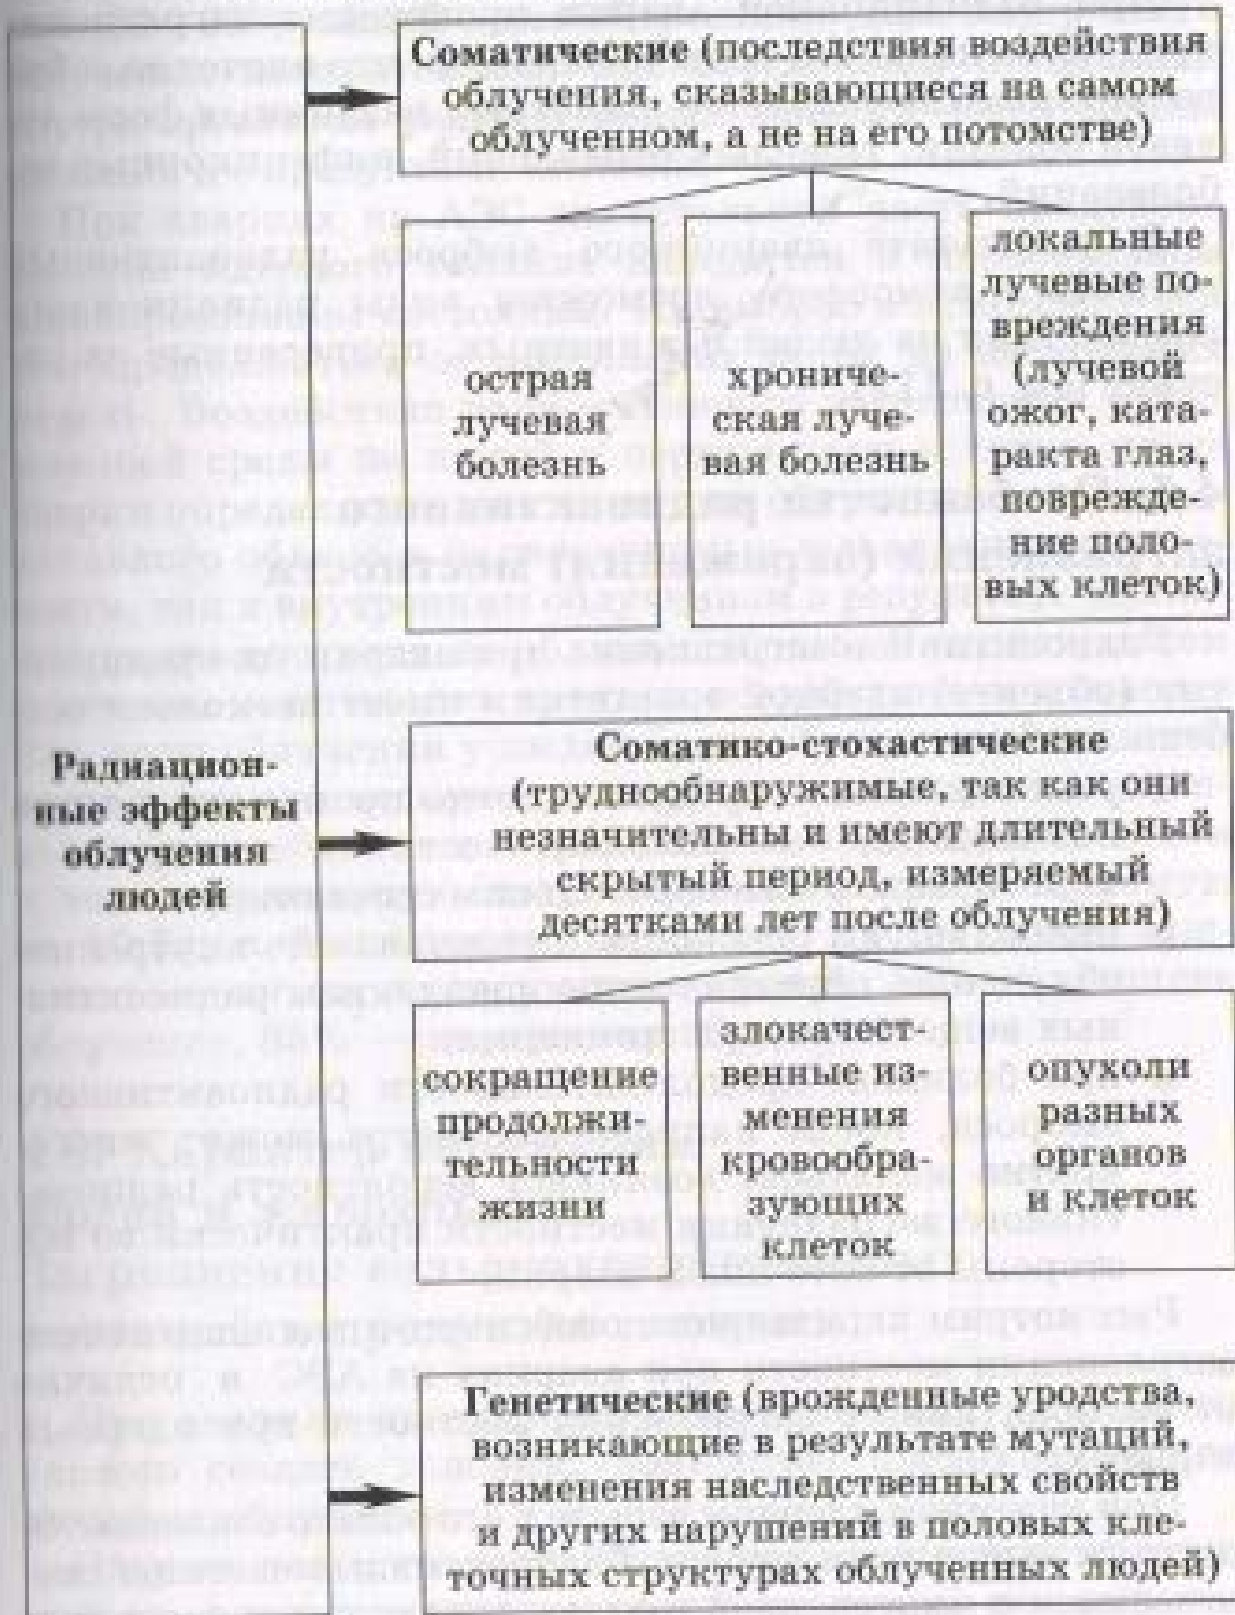 Соматические (последствия воздействия
облучения, сказывающиеся на самом
облученном, а не на его потомстве)
острая
лучевая
болезнь
хрониче-
ская луче-
вая болезнь
локальные
лучевые по-
вреждения
(лучевой
ожог, ката-
ракта глаз,
поврежде-
ние поло-
вых клеток)
Радиацион-
ные эффекты
облучения
людей
Соматико-стохастические
(труднообнаружимые, так как они
незначительны и имеют длительный
скрытый период, измеряемый
десятками лет после облучения)
сокращение
продолжи-
тельности
жизни
злокачест-
венные из-
менения
кровообра-
зующих
клеток
опухоли
разных
органов
и клеток
Генетические (врожденные уродства,
возникающие в результате мутаций,
изменения наследственных свойств
и других нарушений в половых кле-
точных структурах облученных людей)